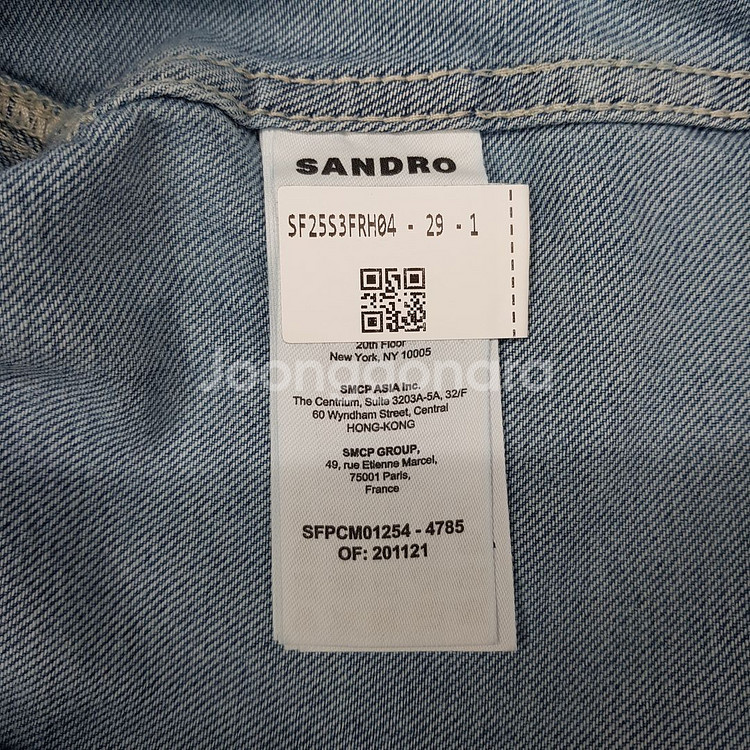 SANDRO
SF25S3FRH04 - 29 - 1
20th Floor
New York, NY 10005
Joonggonara
SMCP ASIA Inc.
The Centrium, Suite 3203A-5A, 32/F
60 Wyndham Street, Central
HONG-KONG
SMCP GROUP,
49, rue Etienne Marcel,
75001 Paris,
France
SFPCM01254 - 4785
OF: 201121